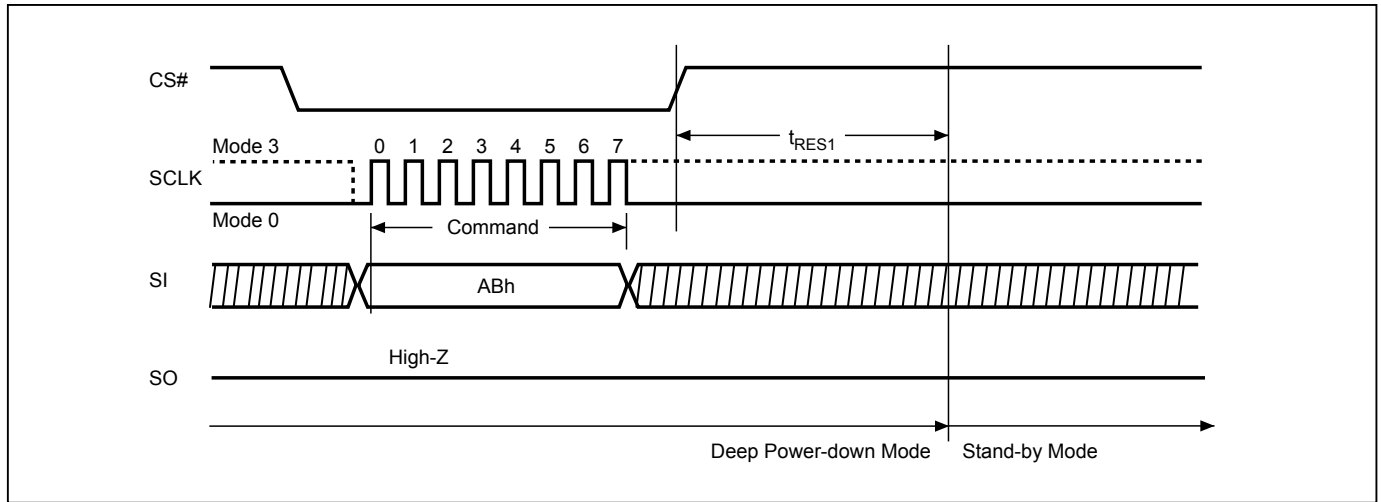 CS#
Mode 3
0 1 2 3 4 5 6 7
tRES1
SCLK
Mode 0
Command
SI
ABh
High-Z
SO
Deep Power-down Mode
Stand-by Mode